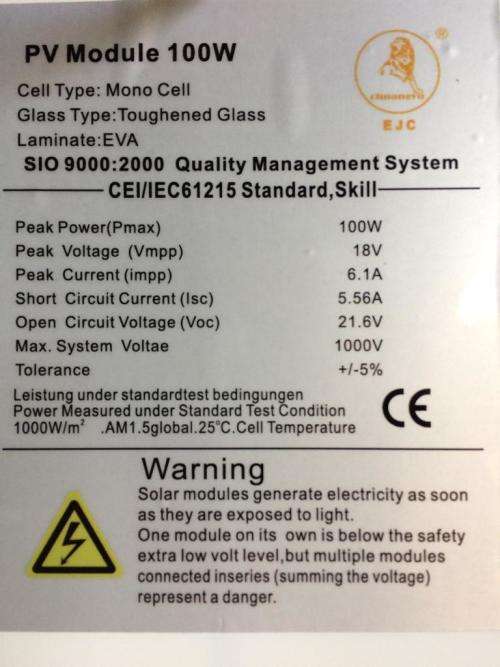 PV Module 100W
®
EJC
Cell Type: Mono Cell
Glass Type:Toughened Glass
Laminate:EVA
SIO 9000:2000 Quality Management System
CEI/IEC61215 Standard,Skill
Peak Power(Pmax) 100W
Peak Voltage (Vmpp) 18V
Peak Current (impp) 6.1A
Short Circuit Current (Isc) 5.56A
Open Circuit Voltage (Voc) 21.6V
Max. System Voltae 1000V
Tolerance +/-5%
Leistung under standardtest bedingungen
Power Measured under Standard Test Condition
1000W/m² .AM1.5global.25°C.Cell Temperature
CE
Warning
Solar modules generate electricity as soon
as they are exposed to light.
One module on its own is below the safety
extra low volt level,but multiple modules
connected inseries (summing the voltage)
represent a danger.